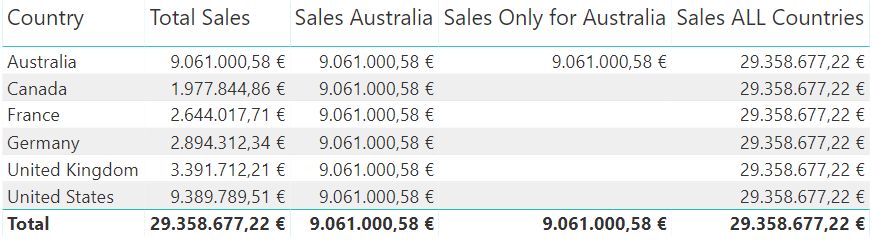 Country Total Sales Sales Australia Sales Only for Australia Sales ALL Countries
Australia 9.061.000,58 € 9.061.000,58 € 9.061.000,58 € 29.358.677,22 €
Canada 1.977.844,86 € 9.061.000,58 € 29.358.677,22 €
France 2.644.017,71 € 9.061.000,58 € 29.358.677,22 €
Germany 2.894.312,34 € 9.061.000,58 € 29.358.677,22 €
United Kingdom 3.391.712,21 € 9.061.000,58 € 29.358.677,22 €
United States 9.389.789,51 € 9.061.000,58 € 29.358.677,22 €
Total 29.358.677,22 € 9.061.000,58 € 9.061.000,58 € 29.358.677,22 €